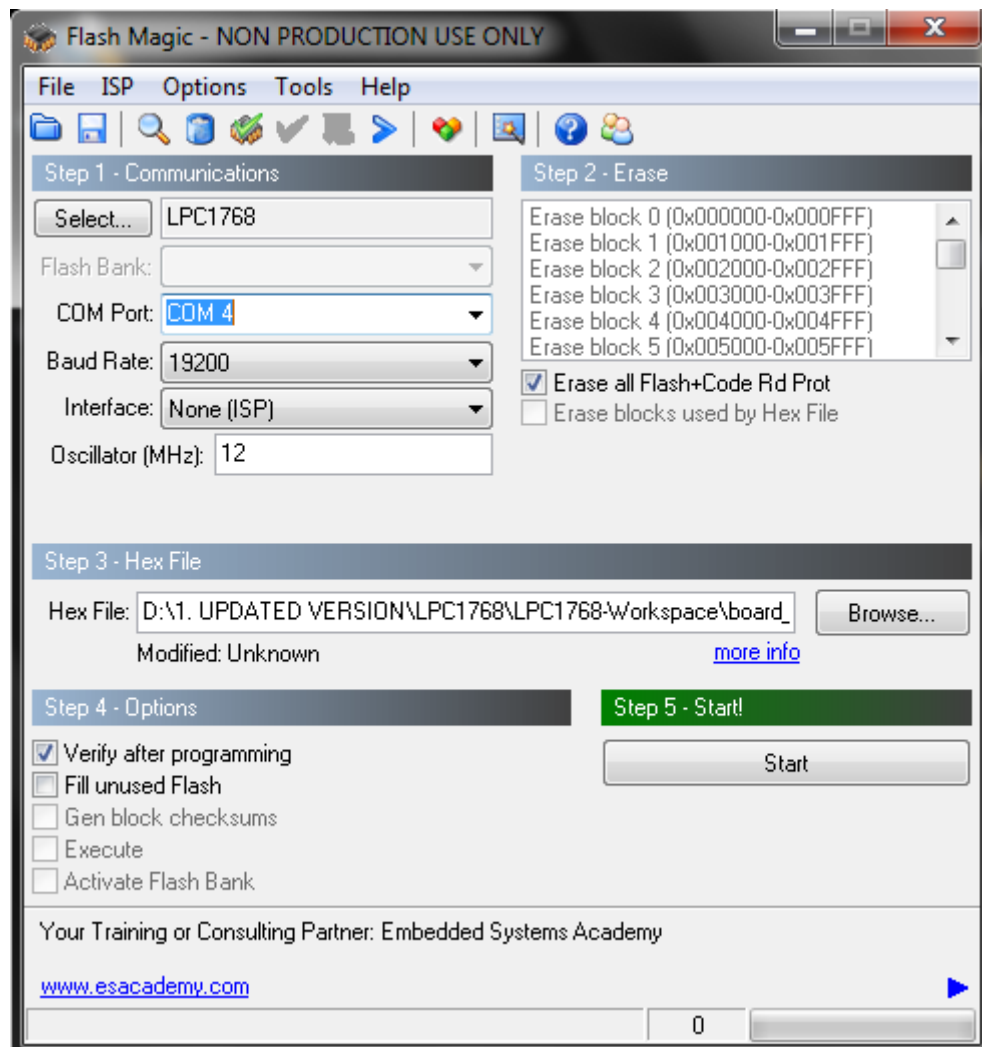 Flash Magic - NON PRODUCTION USE ONLY
File ISP Options Tools Help
Step 1 - Communications
Select... LPC1768
Flash Bank:
COM Port: COM 4
Baud Rate: 19200
Interface: None (ISP)
Oscillator (MHz): 12
Step 2 - Erase
Erase block 0 (0x000000-0x000FFF)
Erase block 1 (0x001000-0x001FFF)
Erase block 2 (0x002000-0x002FFF)
Erase block 3 (0x003000-0x003FFF)
Erase block 4 (0x004000-0x004FFF)
Erase block 5 (0x005000-0x005FFF)
Erase all Flash+Code Rd Prot
Erase blocks used by Hex File
Step 3 - Hex File
Hex File: D:\1. UPDATED VERSION\LPC1768\LPC1768-Workspace\board_ Browse...
Modified: Unknown more info
Step 4 - Options
Verify after programming
Fill unused Flash
Gen block checksums
Execute
Activate Flash Bank
Step 5 - Start!
Start
Your Training or Consulting Partner: Embedded Systems Academy
www.esacademy.com
0